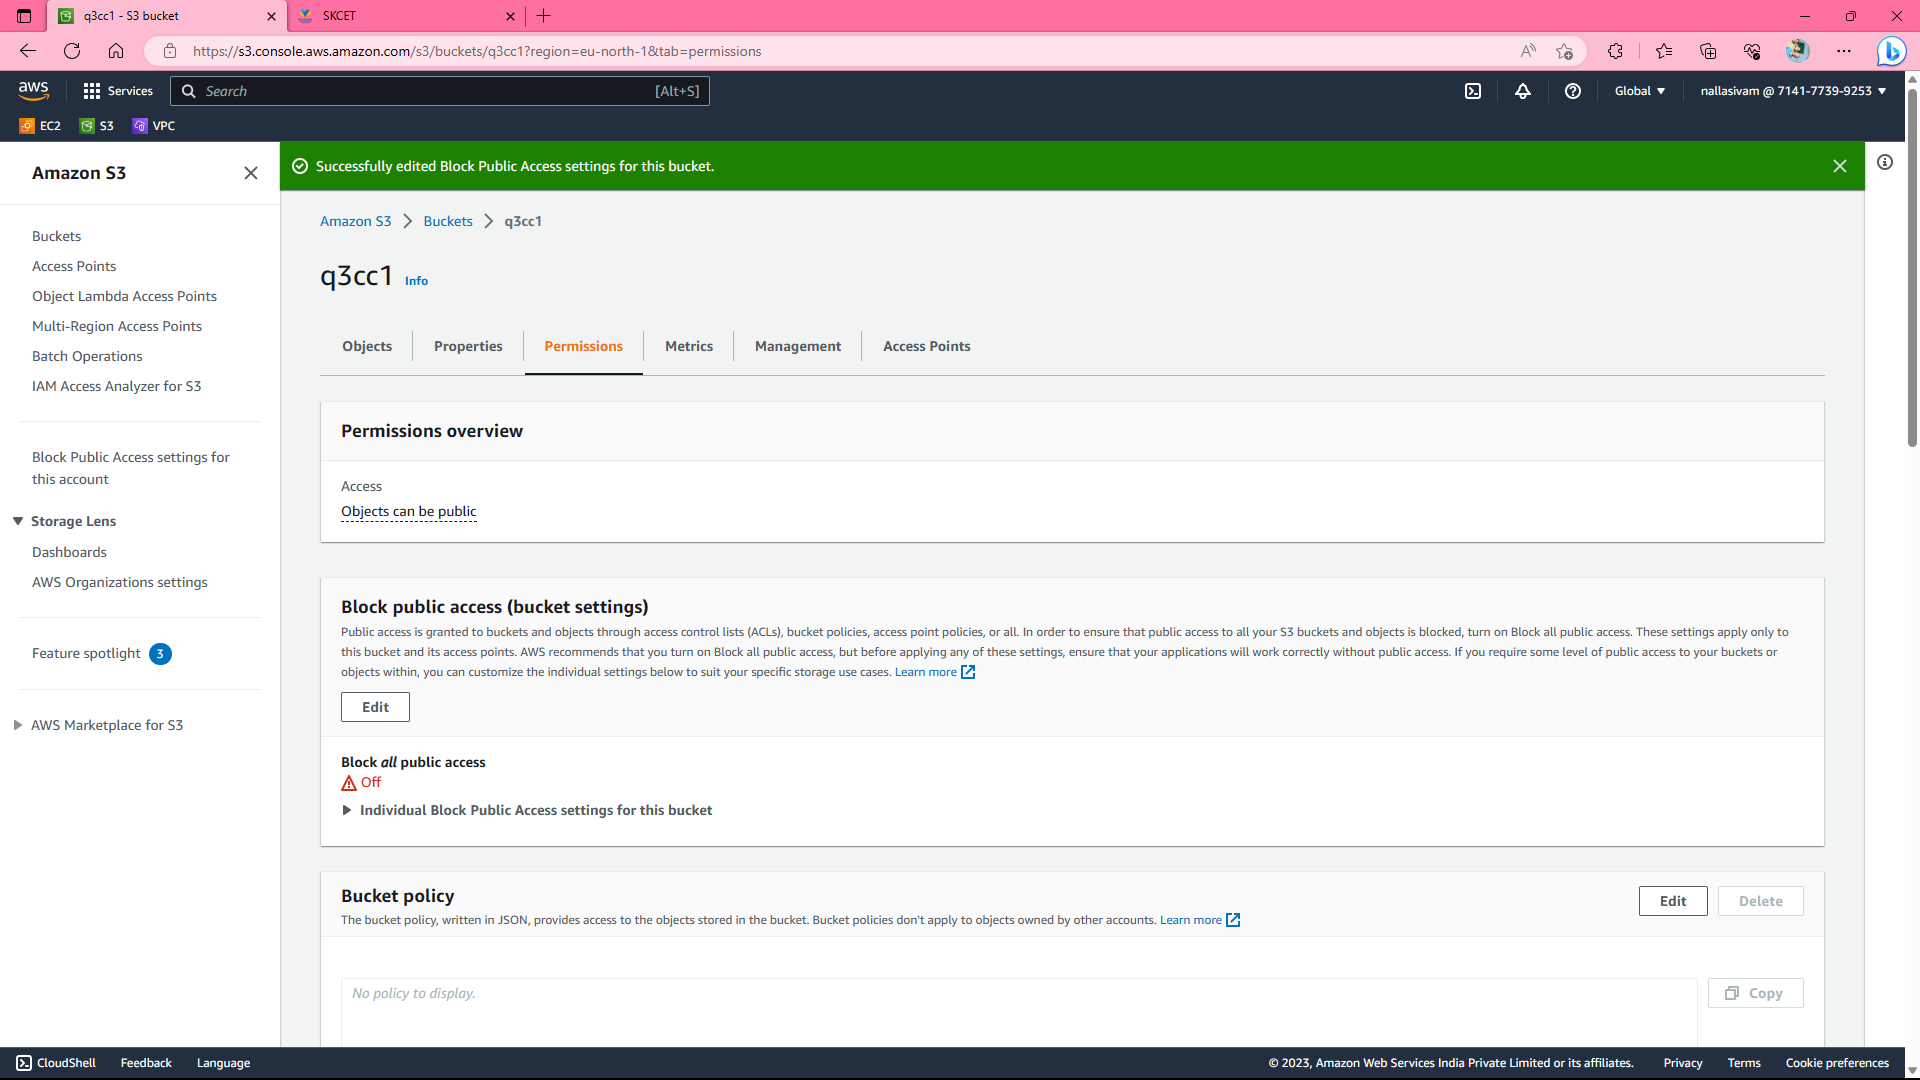 q3cc1 - S3 bucket
SKCET
https://s3.console.aws.amazon.com/s3/buckets/q3cc1?region=eu-north-1&tab=permissions
aws
Services
Search
[Alt+S]
Global
nallasivam @ 7141-7739-9253
EC2
S3
VPC
Amazon S3
Successfully edited Block Public Access settings for this bucket.
Buckets
Access Points
Object Lambda Access Points
Multi-Region Access Points
Batch Operations
IAM Access Analyzer for S3
Block Public Access settings for
this account
Storage Lens
Dashboards
AWS Organizations settings
Feature spotlight 3
AWS Marketplace for S3
Amazon S3 > Buckets > q3cc1
q3cc1 Info
Objects
Properties
Permissions
Metrics
Management
Access Points
Permissions overview
Access
Objects can be public
Block public access (bucket settings)
Public access is granted to buckets and objects through access control lists (ACLs), bucket policies, access point policies, or all. In order to ensure that public access to all your S3 buckets and objects is blocked, turn on Block all public access. These settings apply only to
this bucket and its access points. AWS recommends that you turn on Block all public access, but before applying any of these settings, ensure that your applications will work correctly without public access. If you require some level of public access to your buckets or
objects within, you can customize the individual settings below to suit your specific storage use cases. Learn more
Edit
Block all public access
Off
Individual Block Public Access settings for this bucket
Bucket policy
The bucket policy, written in JSON, provides access to the objects stored in the bucket. Bucket policies don't apply to objects owned by other accounts. Learn more
Edit
Delete
No policy to display.
Copy
CloudShell
Feedback
Language
© 2023, Amazon Web Services India Private Limited or its affiliates.
Privacy
Terms
Cookie preferences